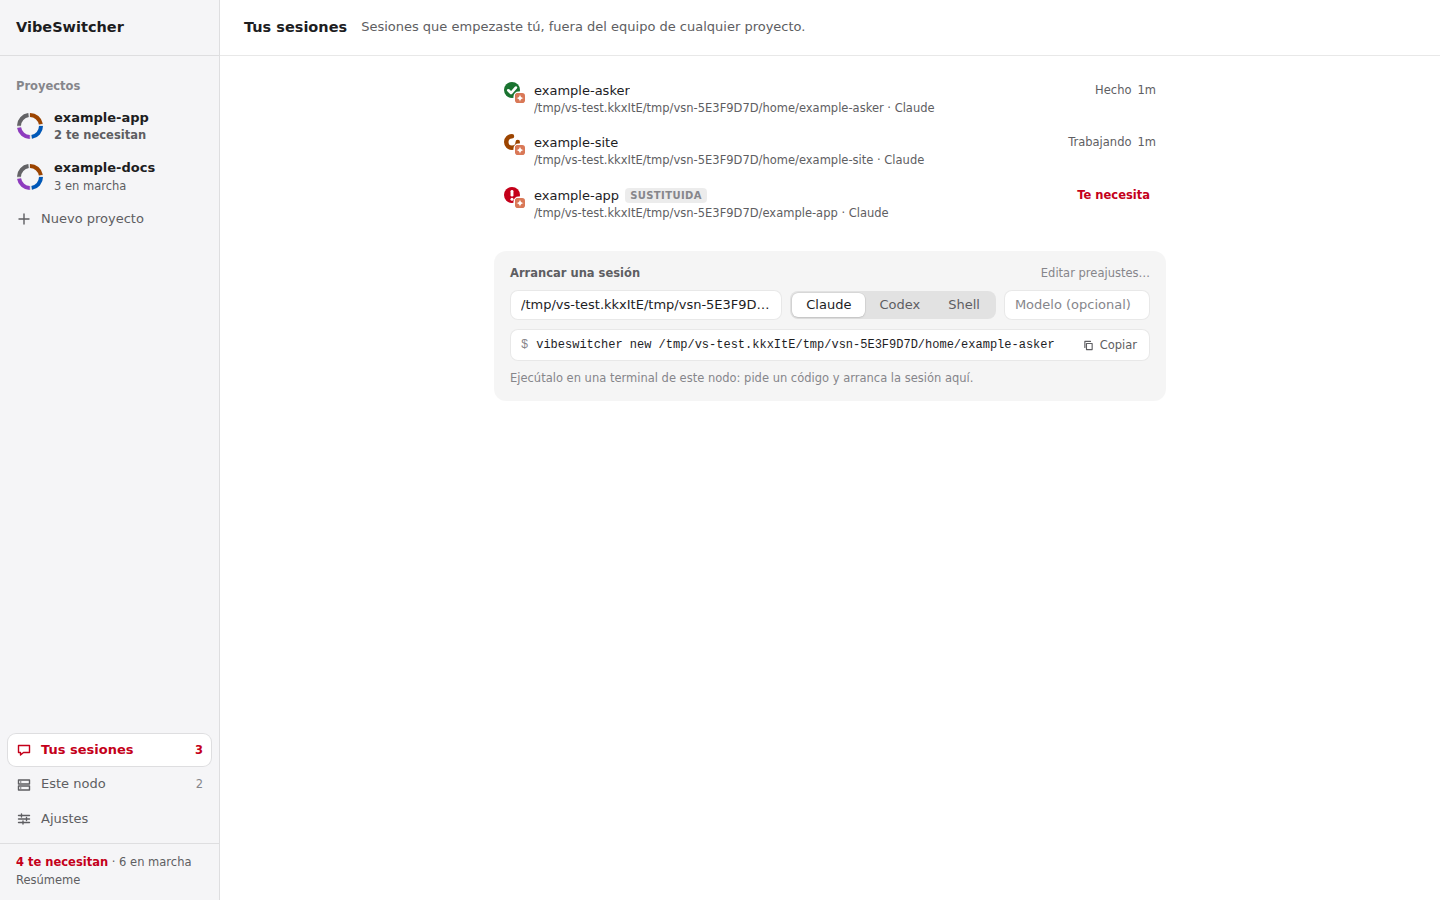 VibeSwitcher
Proyectos
example-app
2 te necesitan
example-docs
3 en marcha
Nuevo proyecto
Tus sesiones 3
Este nodo 2
Ajustes
4 te necesitan · 6 en marcha
Resúmeme
Tus sesiones Sesiones que empezaste tú, fuera del equipo de cualquier proyecto.
example-asker Hecho 1m
/tmp/vs-test.kkxItE/tmp/vsn-5E3F9D7D/home/example-asker · Claude
example-site Trabajando 1m
/tmp/vs-test.kkxItE/tmp/vsn-5E3F9D7D/home/example-site · Claude
example-app SUSTITUIDA Te necesita
/tmp/vs-test.kkxItE/tmp/vsn-5E3F9D7D/example-app · Claude
Arrancar una sesión Editar preajustes...
/tmp/vs-test.kkxItE/tmp/vsn-5E3F9D... Claude Codex Shell Modelo (opcional)
$ vibeswitcher new /tmp/vs-test.kkxItE/tmp/vsn-5E3F9D7D/home/example-asker Copiar
Ejecútalo en una terminal de este nodo: pide un código y arranca la sesión aquí.